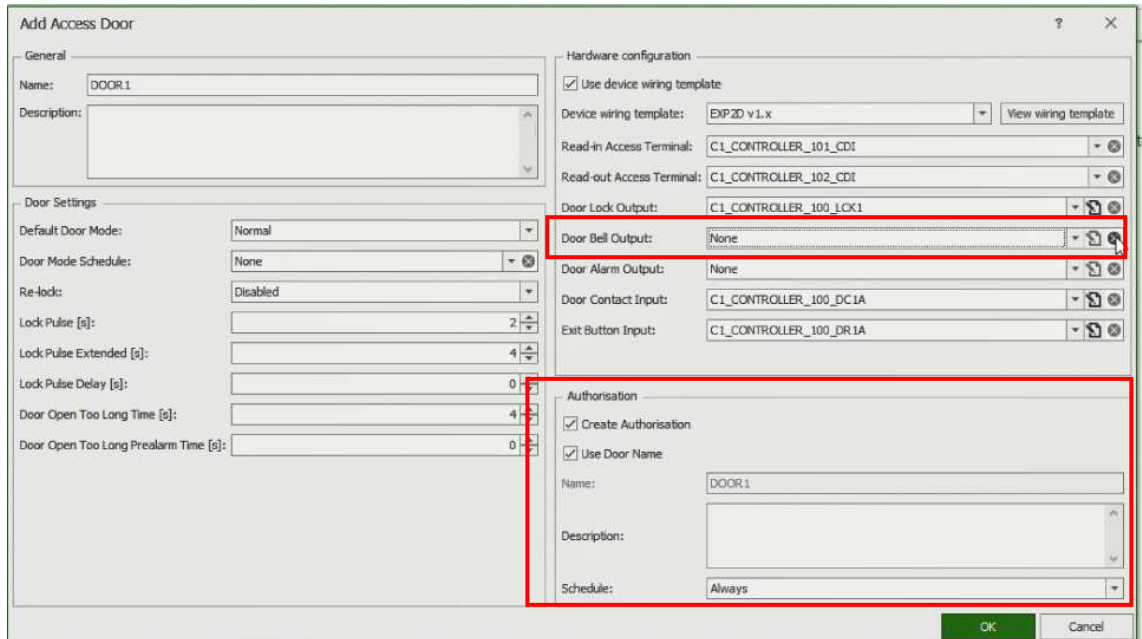 Add Access Door
?
General
Name: DOOR1
Description:
Door Settings
Default Door Mode: Normal
Door Mode Schedule: None
Re-lock: Disabled
Lock Pulse [s]: 2
Lock Pulse Extended [s]: 4
Lock Pulse Delay [s]: 0
Door Open Too Long Time [s]: 4
Door Open Too Long Prealarm Time [s]: 0
Hardware configuration
Use device wiring template
Device wiring template: EXP2D v1.x View wiring template
Read-in Access Terminal: C1_CONTROLLER_101_CDI
Read-out Access Terminal: C1_CONTROLLER_102_CDI
Door Lock Output: C1_CONTROLLER_100_LCK1
Door Bell Output: None
Door Alarm Output: None
Door Contact Input: C1_CONTROLLER_100_DC1A
Exit Button Input: C1_CONTROLLER_100_DR1A
Authorisation
Create Authorisation
Use Door Name
Name: DOOR1
Description:
Schedule: Always
OK Cancel